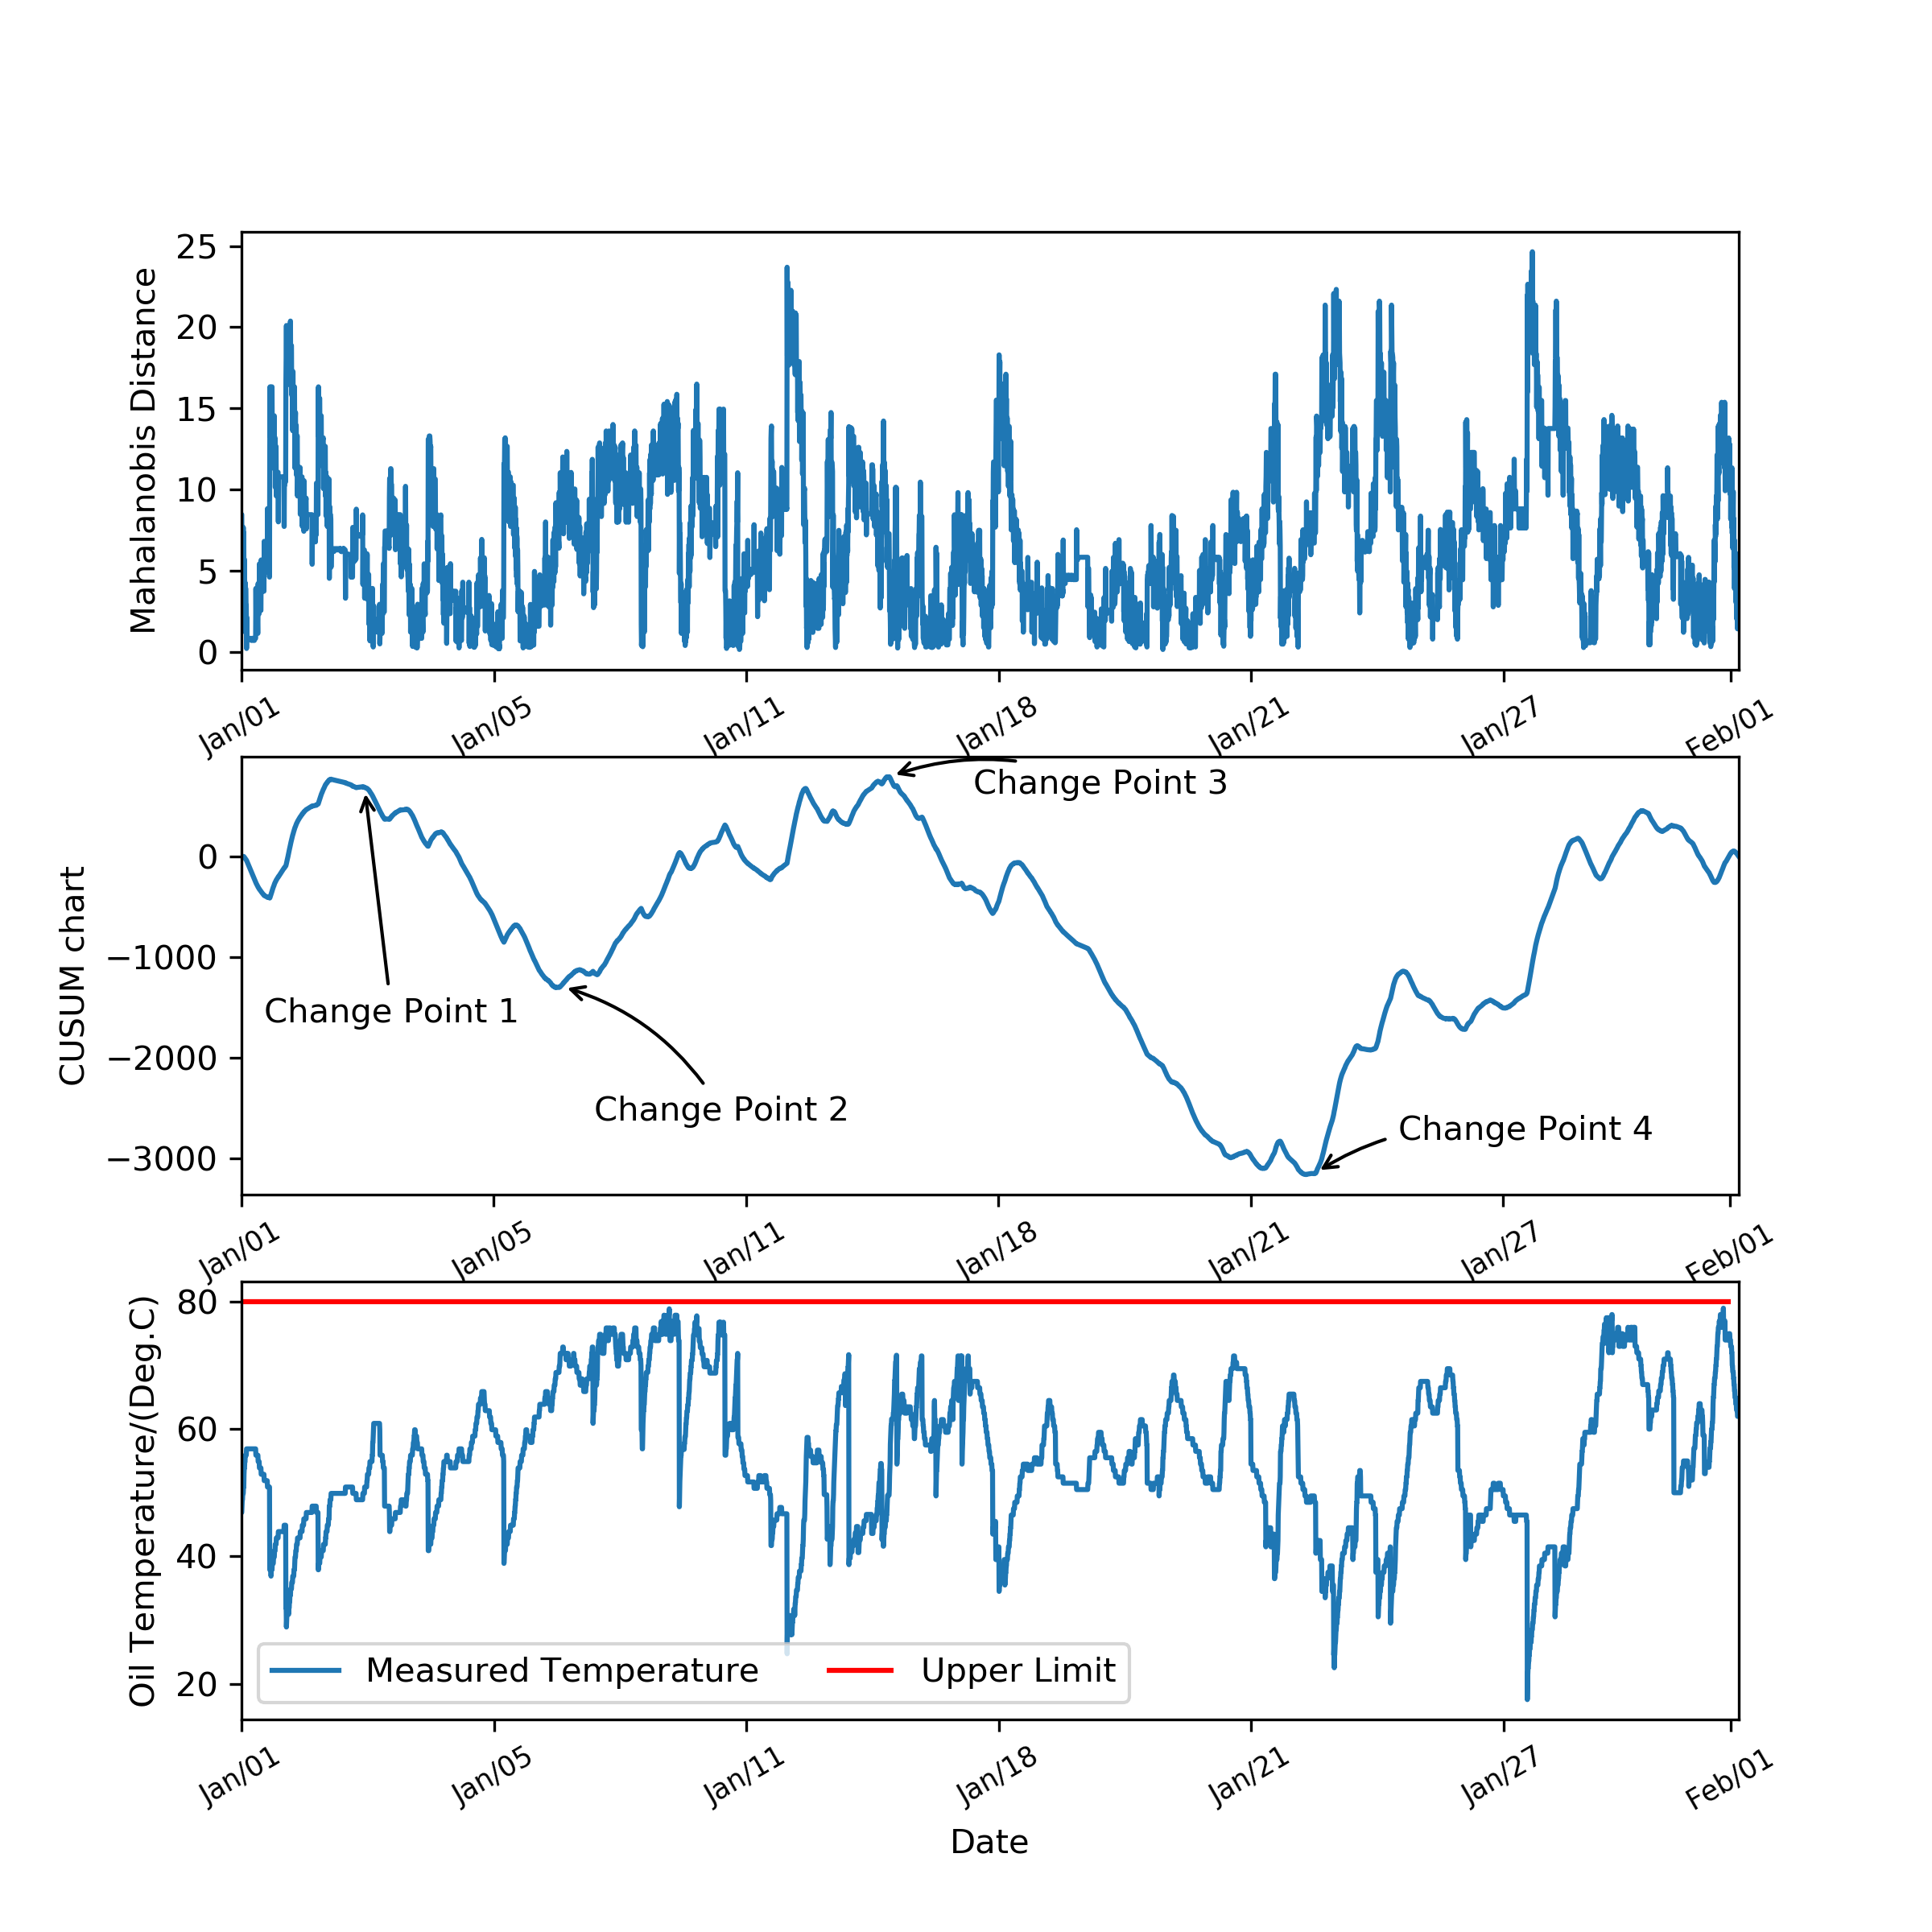 Mahalanobis Distance
25
20
15
10
5
0
Jan/01 Jan/05 Jan/11 Jan/18 Jan/21 Jan/27 Feb/01
CUSUM chart
0
−1000
−2000
−3000
Change Point 3
Change Point 1
Change Point 2
Change Point 4
Jan/01 Jan/05 Jan/11 Jan/18 Jan/21 Jan/27 Feb/01
Oil Temperature/(Deg.C)
80
60
40
20
Measured Temperature Upper Limit
Jan/01 Jan/05 Jan/11 Jan/18 Jan/21 Jan/27 Feb/01
Date